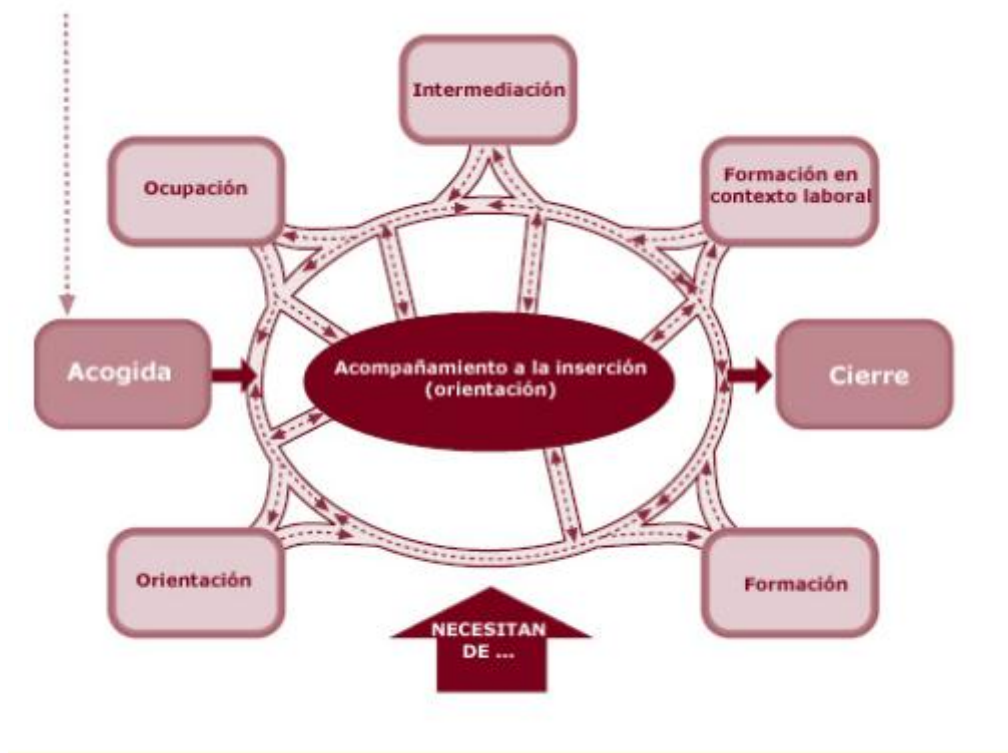 Intermediación
Ocupación
Formación en
contexto laboral
Acogida
Acompañamiento a la inserción
(orientación)
Cierre
Orientación
Formación
NECESITAN
DE ...